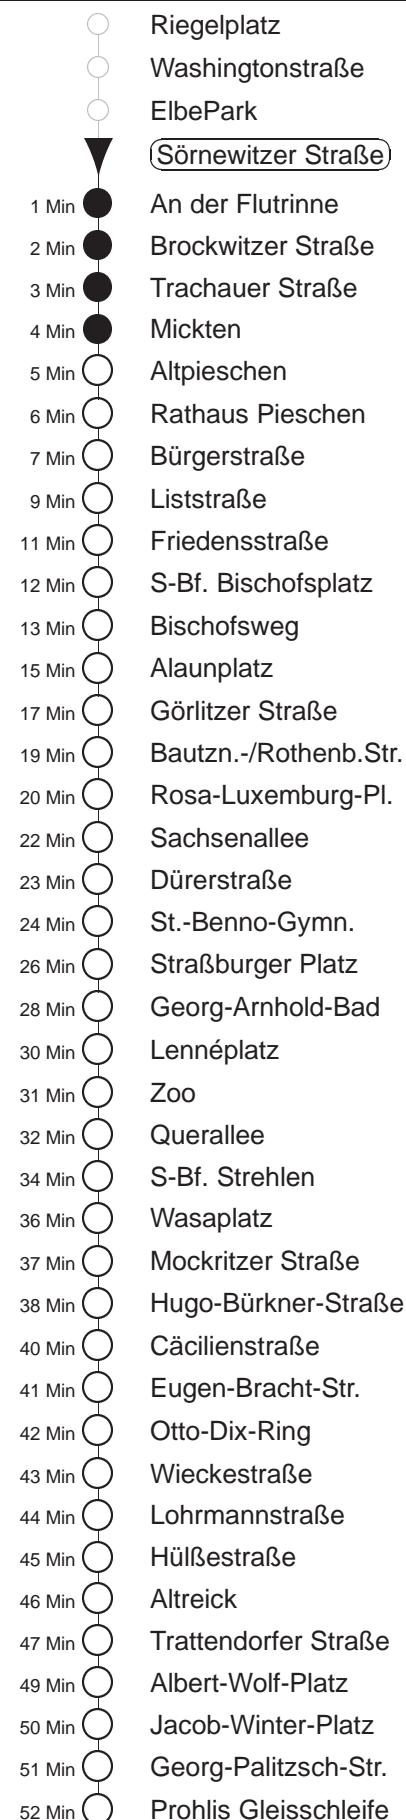 Riegelplatz
Washingtonstraße
ElbePark
Sörnewitzer Straße
1 Min An der Flutrinne
2 Min Brockwitzer Straße
3 Min Trachauer Straße
4 Min Mickten
5 Min Altpieschen
6 Min Rathaus Pieschen
7 Min Bürgerstraße
9 Min Liststraße
11 Min Friedensstraße
12 Min S-Bf. Bischofsplatz
13 Min Bischofsweg
15 Min Alaunplatz
17 Min Görlitzer Straße
19 Min Bautzn.-/Rothenb.Str.
20 Min Rosa-Luxemburg-Pl.
22 Min Sachsenallee
23 Min Dürerstraße
24 Min St.-Benno-Gymn.
26 Min Straßburger Platz
28 Min Georg-Arnhold-Bad
30 Min Lennéplatz
31 Min Zoo
32 Min Querallee
34 Min S-Bf. Strehlen
36 Min Wasaplatz
37 Min Mockritzer Straße
38 Min Hugo-Bürkner-Straße
40 Min Cäcilienstraße
41 Min Eugen-Bracht-Str.
42 Min Otto-Dix-Ring
43 Min Wieckestraße
44 Min Lohrmannstraße
45 Min Hülßestraße
46 Min Altreick
47 Min Trattendorfer Straße
49 Min Albert-Wolf-Platz
50 Min Jacob-Winter-Platz
51 Min Georg-Palitzsch-Str.
52 Min Prohlis Gleisschleife